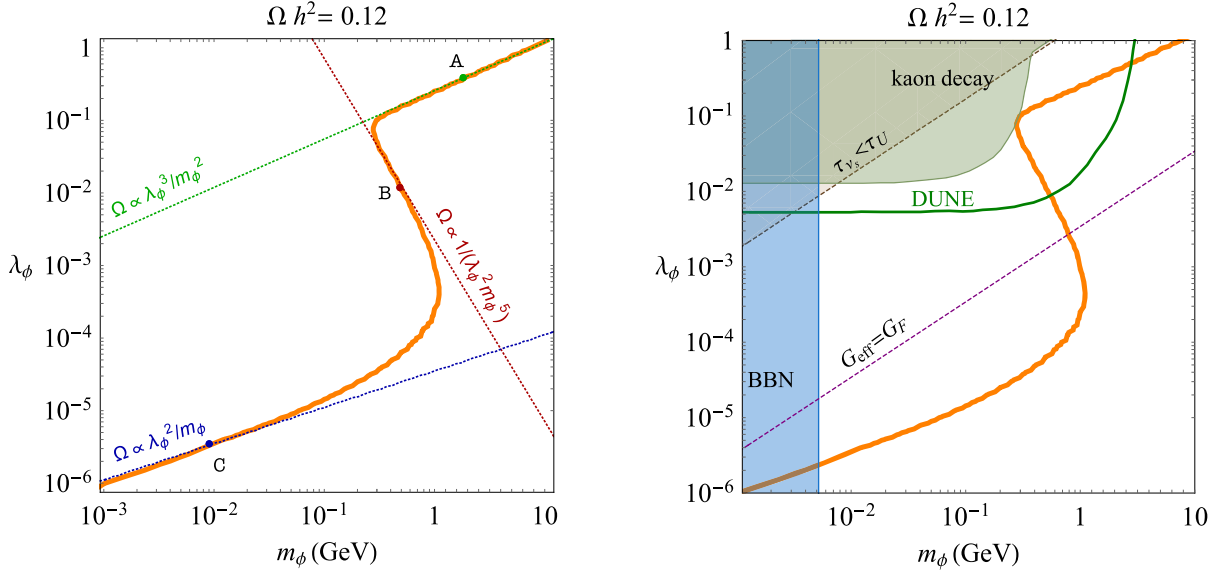 Ω h² = 0.12
1
10⁻¹
10⁻²
10⁻³
10⁻⁴
10⁻⁵
10⁻⁶
λ_ϕ
A
B
C
Ω ∝ λ_ϕ³/m_ϕ²
Ω ∝ 1/(λ_ϕ² m_ϕ⁵)
Ω ∝ λ_ϕ²/m_ϕ
10⁻³ 10⁻² 10⁻¹ 1 10
m_ϕ (GeV)
Ω h² = 0.12
1
10⁻¹
10⁻²
10⁻³
10⁻⁴
10⁻⁵
10⁻⁶
λ_ϕ
kaon decay
τ_νs < τ_U
DUNE
G_eff = G_F
BBN
10⁻² 10⁻¹ 1 10
m_ϕ (GeV)